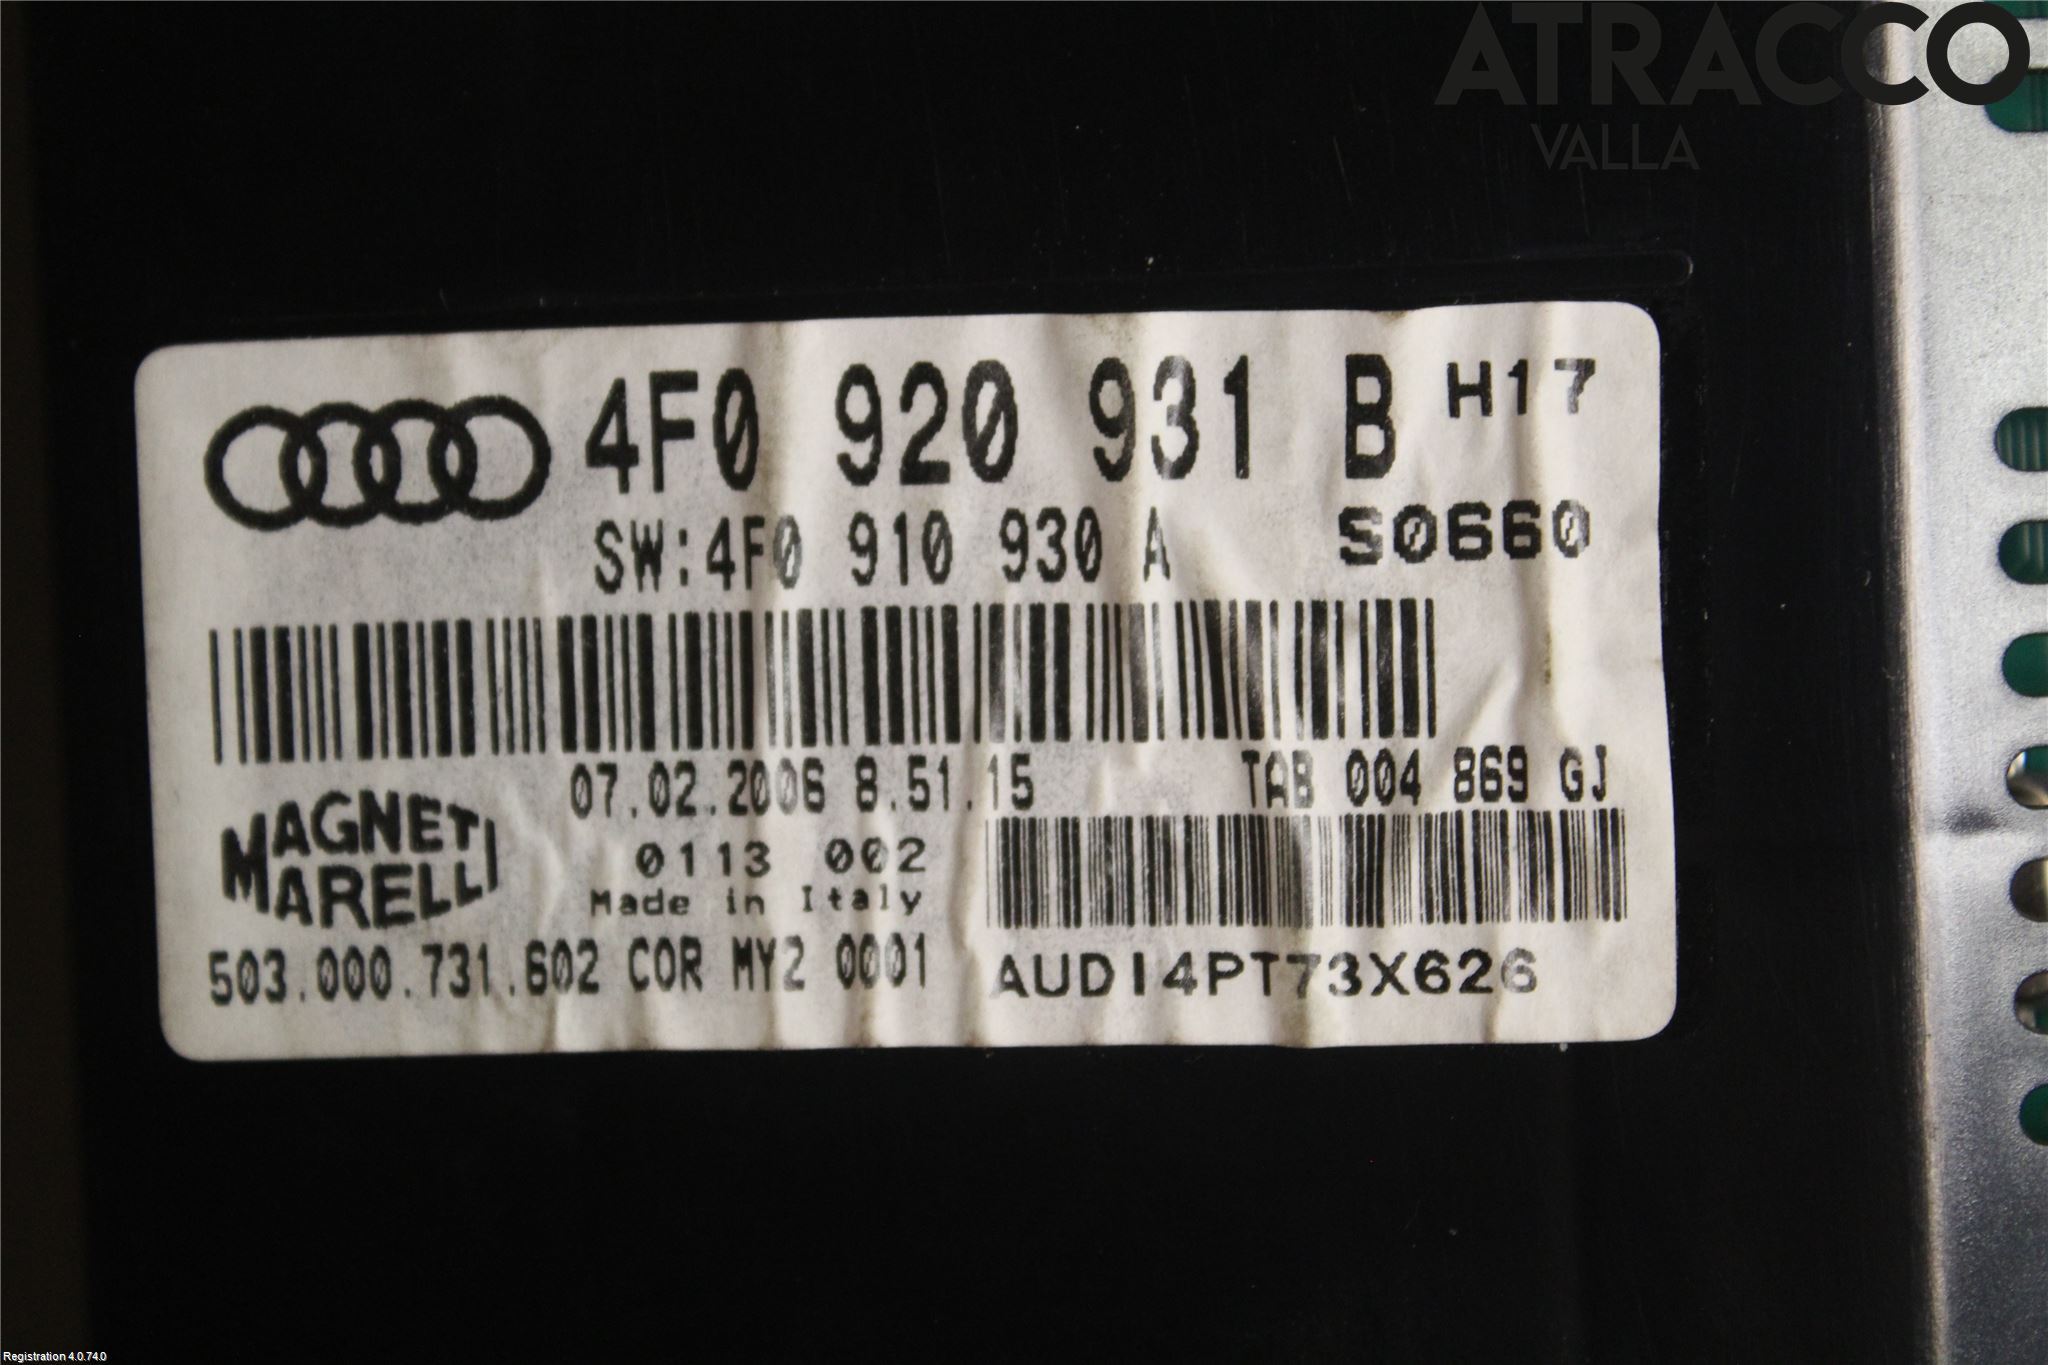 ATRACCO
VALLA
4F0 920 931 B H17
SW:4F0 910 930 A S0660
07.02.2006 8.51.15 TAB 004 869 GJ
MAGNETI
MARELLI
0113 002
Made in Italy
503.000.731.602 COR MY2 0001
AUDI4PT73X626
Registration 4.0.74.0